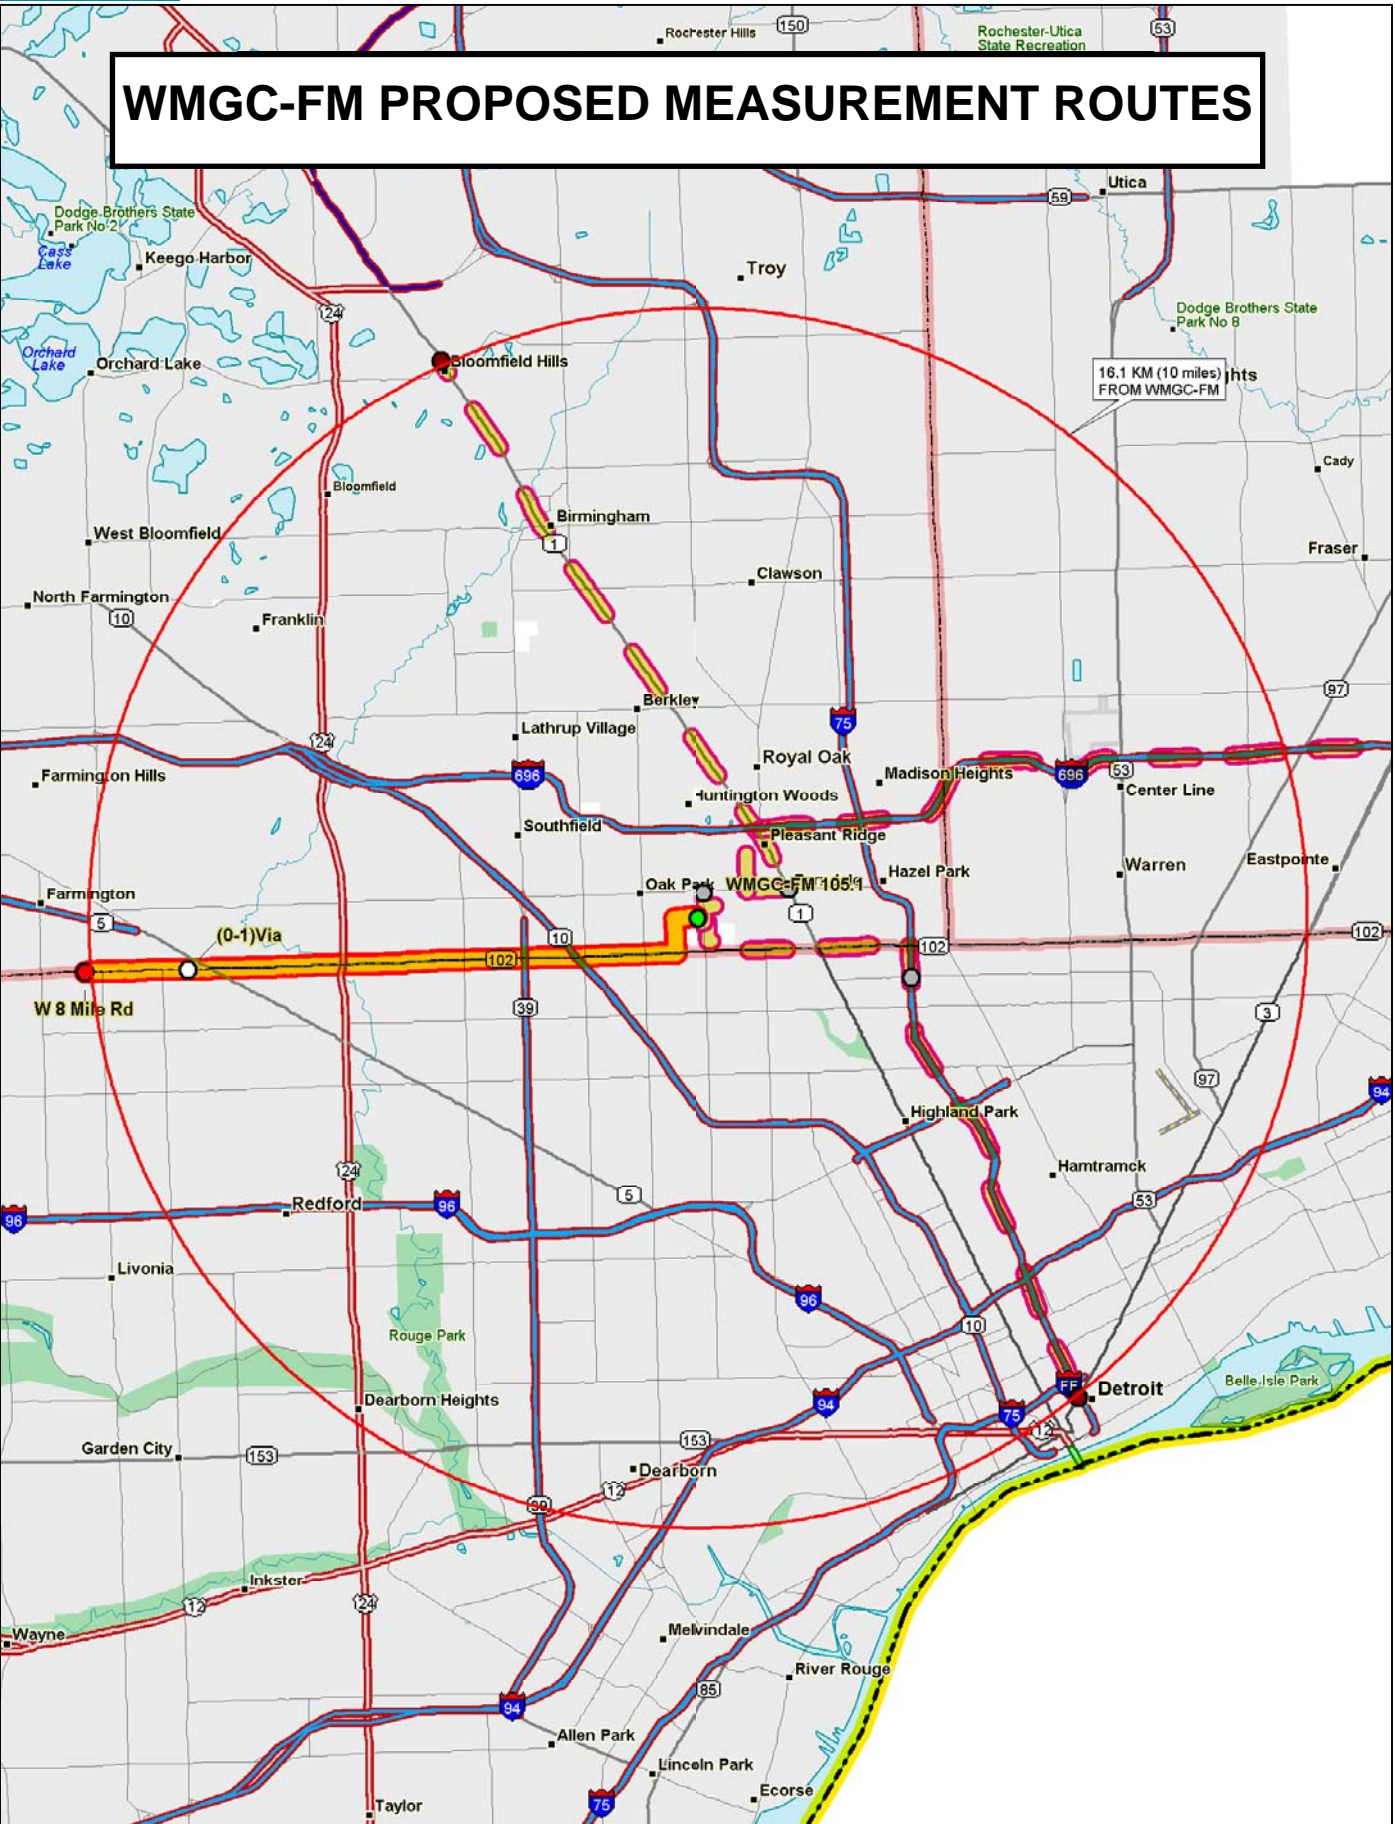 Rochester Hills
150
Rochester-Utica
State Recreation
53
WMGC-FM PROPOSED MEASUREMENT ROUTES
Utica
59
Dodge Brothers State
Park No 2
Cass
Lake
Keego Harbor
Troy
24
Dodge Brothers State
Park No 8
Orchard
Lake
Orchard Lake
Bloomfield Hills
16.1 KM (10 miles)
FROM WMGC-FM
ghts
Cady
Bloomfield
Birmingham
1
West Bloomfield
Fraser
Clawson
North Farmington
10
Franklin
97
Berkley
75
Lathrup Village
24
Royal Oak
Farmington Hills
696
Madison Heights
696
53
Huntington Woods
Center Line
Southfield
Pleasant Ridge
Eastpointe
Warren
Hazel Park
Oak Park
WMGC-FM 105.1
Farmington
5
1
(0-1)Via
10
102
102
102
W 8 Mile Rd
39
3
97
94
Highland Park
Hamtramck
24
5
53
96
Redford
96
Livonia
96
10
Rouge Park
Belle Isle Park
Detroit
Dearborn Heights
94
75
12
Garden City
153
153
Dearborn
12
39
Inkster
24
12
Wayne
Melvindale
River Rouge
85
94
Allen Park
Lincoln Park
Ecorse
75
Taylor